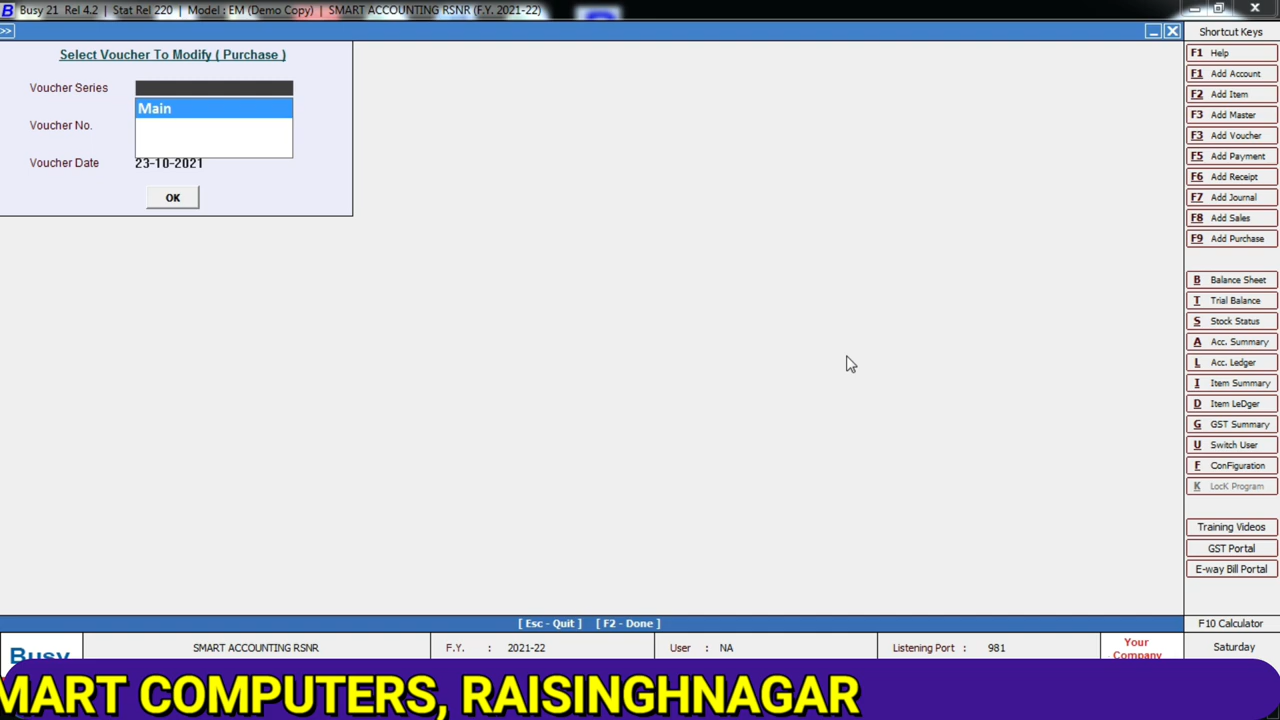 Busy 21 Rel 4.2 | Stat Rel 220 | Model : EM (Demo Copy) | SMART ACCOUNTING RSNR (F.Y. 2021-22)
>>
Select Voucher To Modify ( Purchase )
Voucher Series
Main
Voucher No.
Voucher Date 23-10-2021
OK
Shortcut Keys
F1 Help
F1 Add Account
F2 Add Item
F3 Add Master
F3 Add Voucher
F5 Add Payment
F6 Add Receipt
F7 Add Journal
F8 Add Sales
F9 Add Purchase
B Balance Sheet
T Trial Balance
S Stock Status
A Acc. Summary
L Acc. Ledger
I Item Summary
D Item LeDger
G GST Summary
U Switch User
F ConFiguration
K LocK Program
Training Videos
GST Portal
E-way Bill Portal
[ Esc - Quit ] [ F2 - Done ]
F10 Calculator
Busy
SMART ACCOUNTING RSNR
F.Y. : 2021-22
User : NA
Listening Port : 981
Your
Company
Saturday
MART COMPUTERS, RAISINGHNAGAR